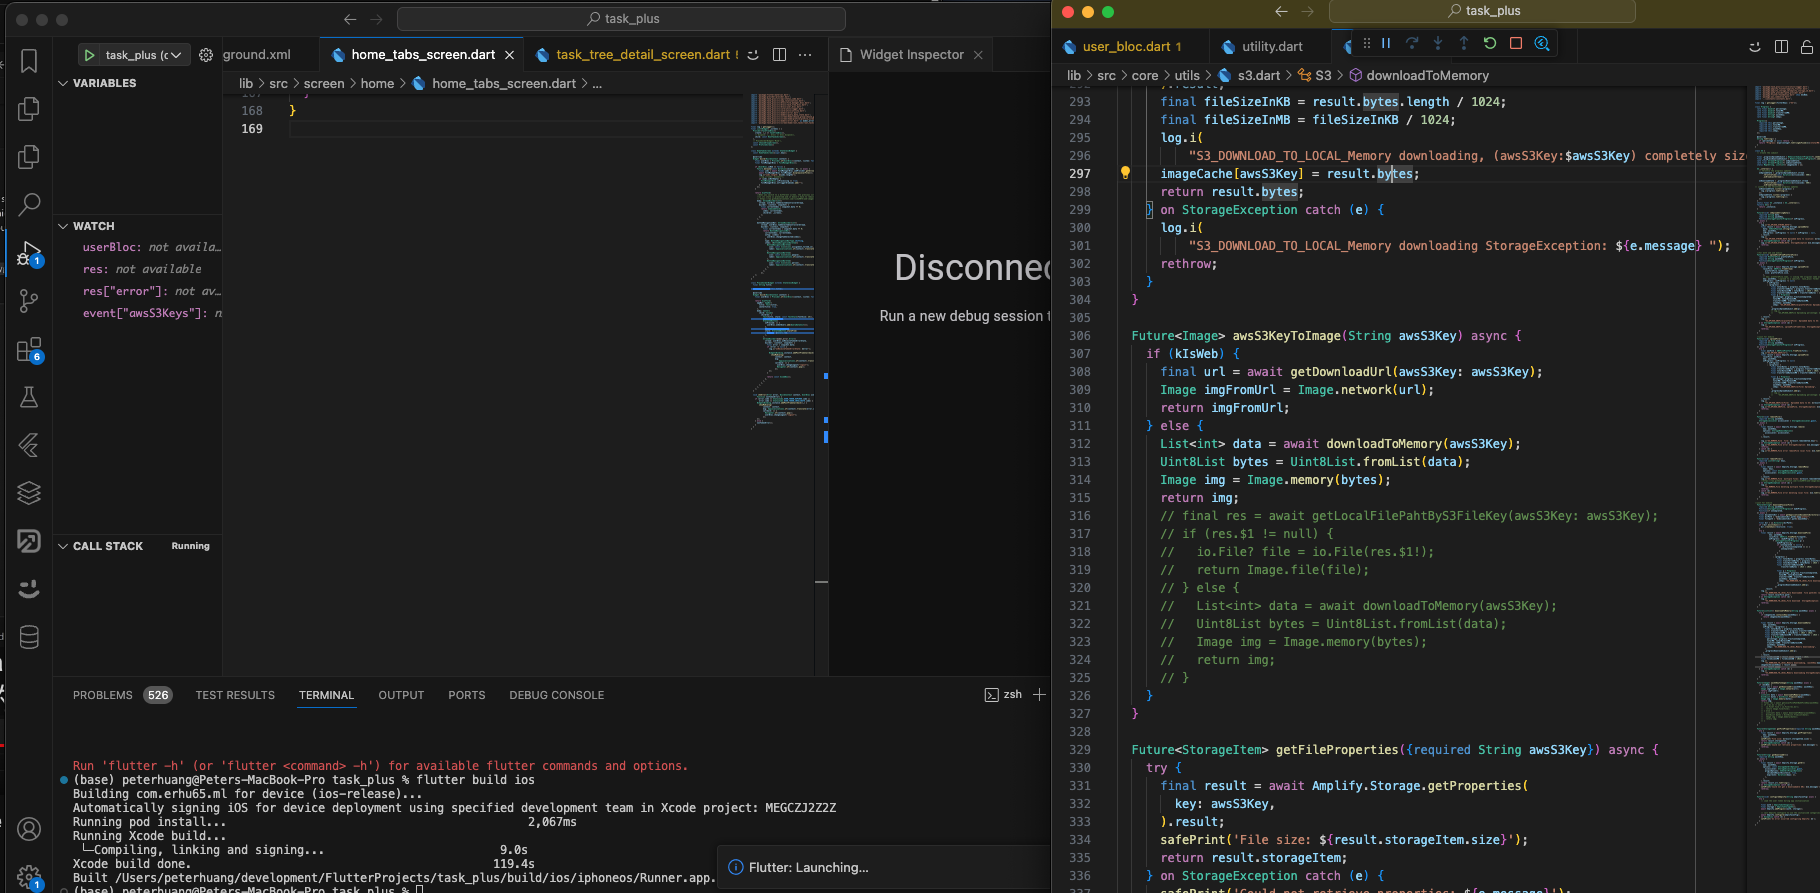 task_plus
task_plus (c
ground.xml
home_tabs_screen.dart
task_tree_detail_screen.dart !
lib > src > screen > home > home_tabs_screen.dart > ...
VARIABLES
168 }
169
WATCH
userBloc: not availa...
res: not available
res["error"]: not av...
event["awsS3Keys"]: n
1
6
CALL STACK
Running
1
Widget Inspector
Disconnec
Run a new debug session t
PROBLEMS 526 TEST RESULTS TERMINAL OUTPUT PORTS DEBUG CONSOLE
zsh
Run 'flutter -h' (or 'flutter <command> -h') for available flutter commands and options.
(base) peterhuang@Peters-MacBook-Pro task_plus % flutter build ios
Building com.erhu65.ml for device (ios-release)...
Automatically signing iOS for device deployment using specified development team in Xcode project: MEGCZJ2Z2Z
Running pod install... 2,067ms
Running Xcode build...
└─Compiling, linking and signing... 9.0s
Xcode build done. 119.4s
Built /Users/peterhuang/development/FlutterProjects/task_plus/build/ios/iphoneos/Runner.app.
(base) peterhuang@Peters-MacBook-Pro task_plus %
Flutter: Launching...
task_plus
user_bloc.dart 1
utility.dart
lib > src > core > utils > s3.dart > S3 > downloadToMemory
293 final fileSizeInKB = result.bytes.length / 1024;
294 final fileSizeInMB = fileSizeInKB / 1024;
295 log.i(
296 "S3_DOWNLOAD_TO_LOCAL_Memory downloading, (awsS3Key:$awsS3Key) completely siz
297 imageCache[awsS3Key] = result.bytes;
298 return result.bytes;
299 } on StorageException catch (e) {
300 log.i(
301 "S3_DOWNLOAD_TO_LOCAL_Memory downloading StorageException: ${e.message} ");
302 rethrow;
303 }
304 }
305
306 Future<Image> awsS3KeyToImage(String awsS3Key) async {
307 if (kIsWeb) {
308 final url = await getDownloadUrl(awsS3Key: awsS3Key);
309 Image imgFromUrl = Image.network(url);
310 return imgFromUrl;
311 } else {
312 List<int> data = await downloadToMemory(awsS3Key);
313 Uint8List bytes = Uint8List.fromList(data);
314 Image img = Image.memory(bytes);
315 return img;
316 // final res = await getLocalFilePahtByS3FileKey(awsS3Key: awsS3Key);
317 // if (res.$1 != null) {
318 // io.File? file = io.File(res.$1!);
319 // return Image.file(file);
320 // } else {
321 // List<int> data = await downloadToMemory(awsS3Key);
322 // Uint8List bytes = Uint8List.fromList(data);
323 // Image img = Image.memory(bytes);
324 // return img;
325 // }
326 }
327 }
328
329 Future<StorageItem> getFileProperties({required String awsS3Key}) async {
330 try {
331 final result = await Amplify.Storage.getProperties(
332 key: awsS3Key,
333 ).result;
334 safePrint('File size: ${result.storageItem.size}');
335 return result.storageItem;
336 } on StorageException catch (e) {
337 safePrint('Could not retrieve properties: ${e.message}');